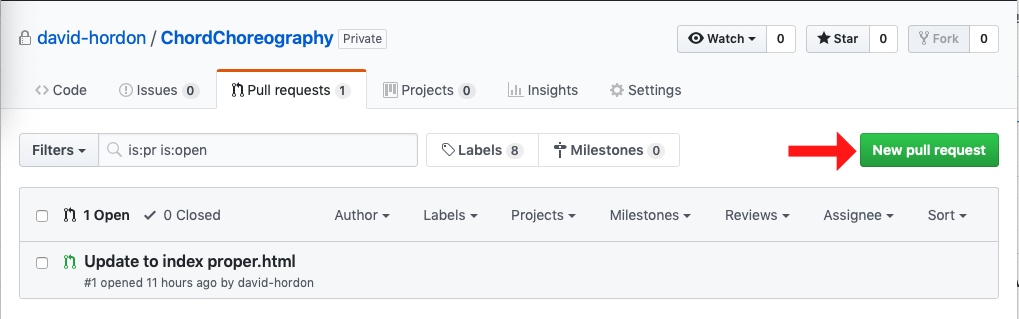 david-hordon / ChordChoreography Private Watch 0 Star 0 Fork 0
Code Issues 0 Pull requests 1 Projects 0 Insights Settings
Filters is:pr is:open Labels 8 Milestones 0 New pull request
1 Open 0 Closed Author Labels Projects Milestones Reviews Assignee Sort
Update to index proper.html
#1 opened 11 hours ago by david-hordon